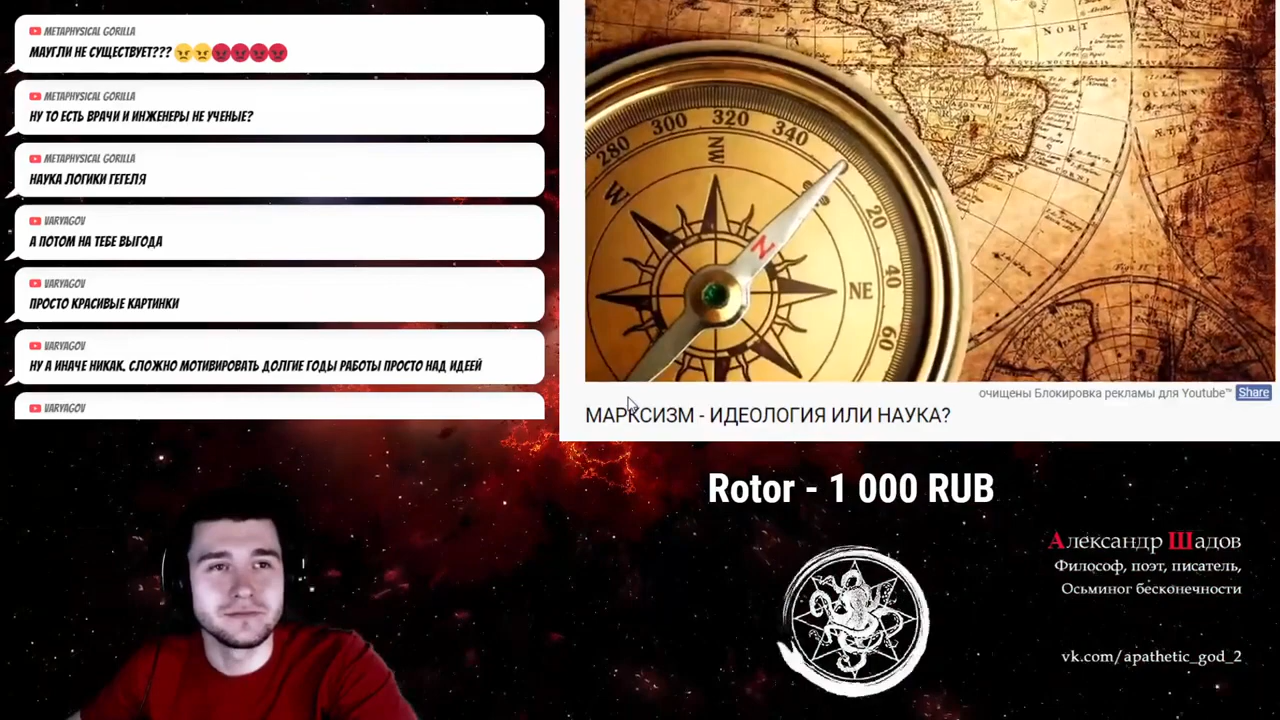 METAPHYSICAL GORILLA
МАУГЛИ НЕ СУЩЕСТВУЕТ???
METAPHYSICAL GORILLA
НУ ТО ЕСТЬ ВРАЧИ И ИНЖЕНЕРЫ НЕ УЧЕНЫЕ?
METAPHYSICAL GORILLA
НАУКА ЛОГИКИ ГЕГЕЛЯ
VARYAGOV
А ПОТОМ НА ТЕБЕ ВЫГОДА
VARYAGOV
ПРОСТО КРАСИВЫЕ КАРТИНКИ
VARYAGOV
НУ А ИНАЧЕ НИКАК. СЛОЖНО МОТИВИРОВАТЬ ДОЛГИЕ ГОДЫ РАБОТЫ ПРОСТО НАД ИДЕЕЙ
VARYAGOV
NORT
280 300 320 340 20 40 60
W NW N NE
очищены Блокировка рекламы для Youtube™ Share
МАРКСИЗМ - ИДЕОЛОГИЯ ИЛИ НАУКА?
Rotor - 1 000 RUB
Александр Шадов
Философ, поэт, писатель,
Осьминог бесконечности
vk.com/apathetic_god_2